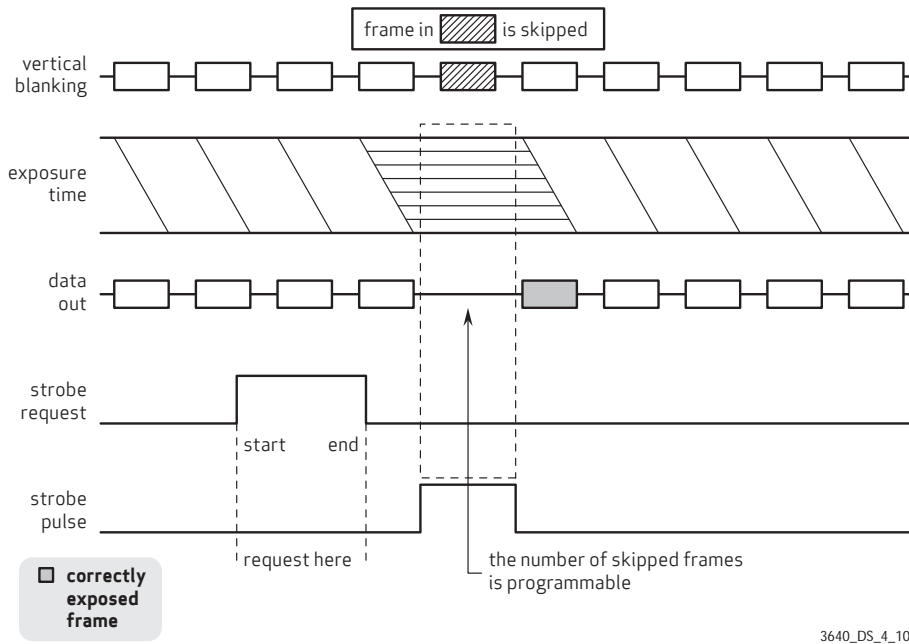 frame in is skipped
vertical
blanking
exposure
time
data
out
strobe
request
start end
strobe
pulse
request here
the number of skipped frames
is programmable
correctly
exposed
frame
3640_DS_4_10